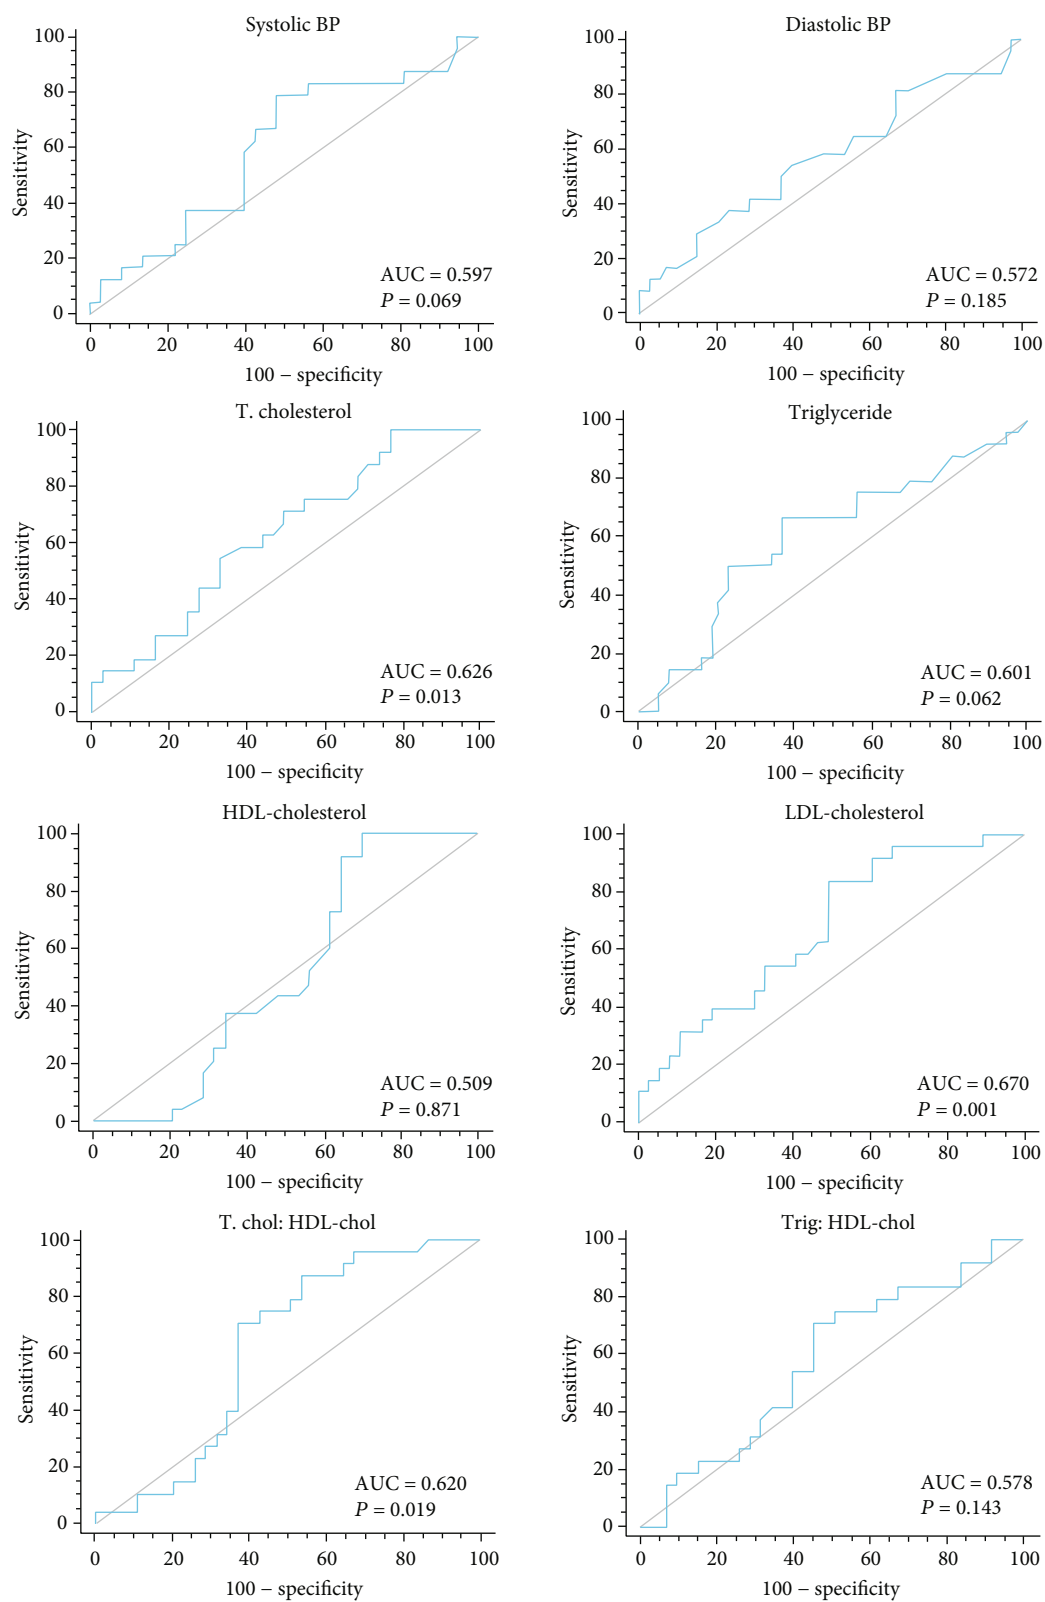 Systolic BP
100
80
60
40
20
0
Sensitivity
AUC = 0.597
P = 0.069
0 20 40 60 80 100
100 − specificity
Diastolic BP
100
80
60
40
20
0
Sensitivity
AUC = 0.572
P = 0.185
0 20 40 60 80 100
100 − specificity
T. cholesterol
100
80
60
40
20
0
Sensitivity
AUC = 0.626
P = 0.013
0 20 40 60 80 100
100 − specificity
Triglyceride
100
80
60
40
20
0
Sensitivity
AUC = 0.601
P = 0.062
0 20 40 60 80 100
100 − specificity
HDL-cholesterol
100
80
60
40
20
0
Sensitivity
AUC = 0.509
P = 0.871
0 20 40 60 80 100
100 − specificity
LDL-cholesterol
100
80
60
40
20
0
Sensitivity
AUC = 0.670
P = 0.001
0 20 40 60 80 100
100 − specificity
T. chol: HDL-chol
100
80
60
40
20
0
Sensitivity
AUC = 0.620
P = 0.019
0 20 40 60 80 100
100 − specificity
Trig: HDL-chol
100
80
60
40
20
0
Sensitivity
AUC = 0.578
P = 0.143
0 20 40 60 80 100
100 − specificity